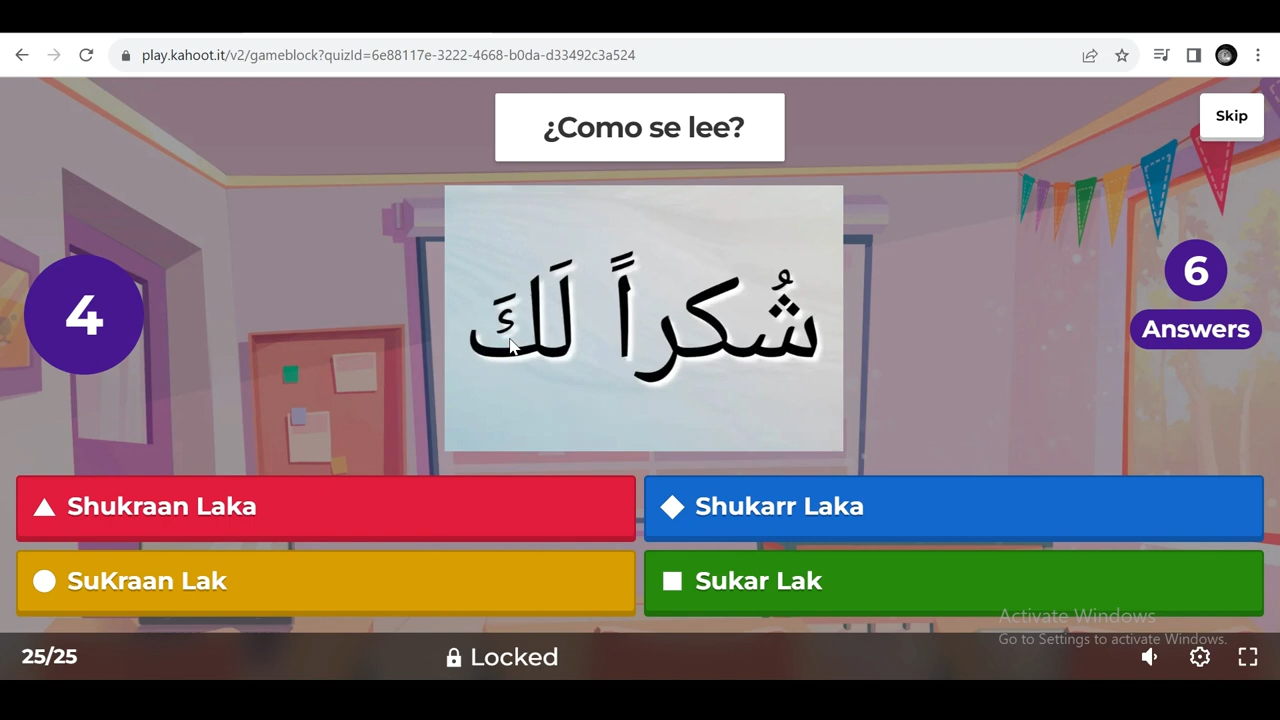 play.kahoot.it/v2/gameblock?quizId=6e88117e-3222-4668-b0da-d33492c3a524
¿Como se lee?
Skip
شُكراً لَكَ
4
6
Answers
Shukraan Laka
Shukarr Laka
SuKraan Lak
Sukar Lak
Activate Windows
Go to Settings to activate Windows.
25/25
Locked